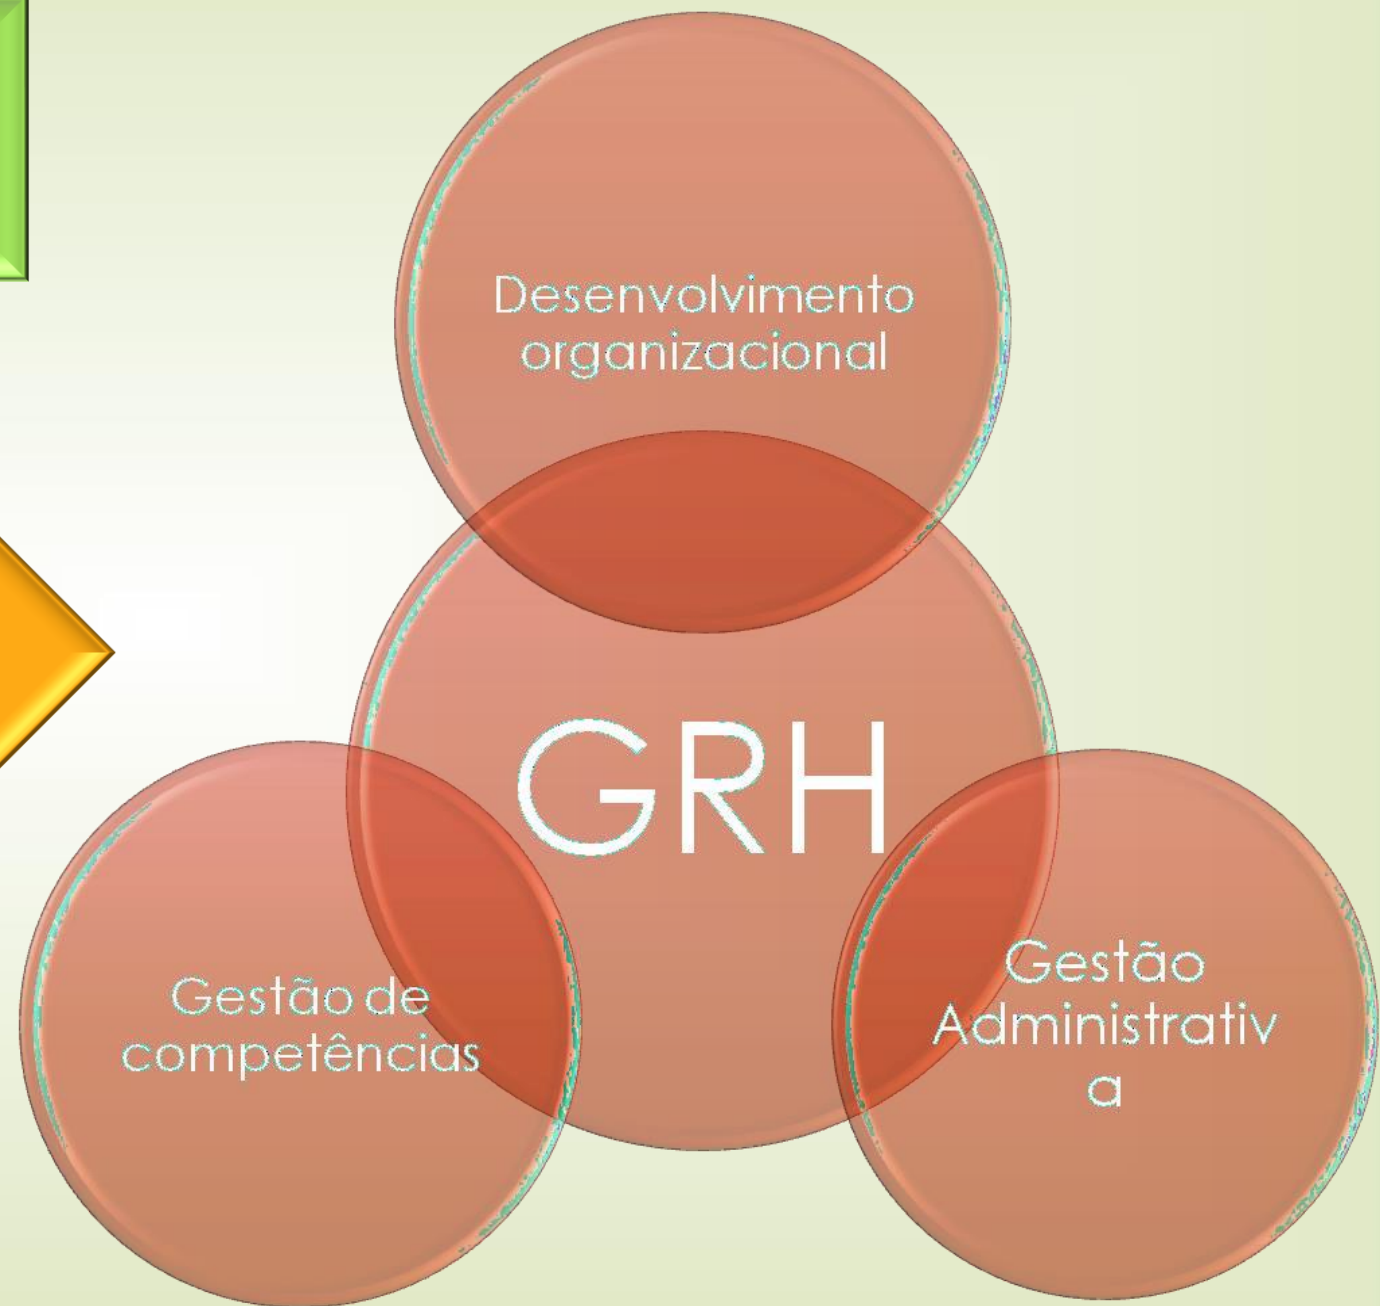 Desenvolvimento
organizacional
GRH
Gestão de
competências
Gestão
Administrativ
a